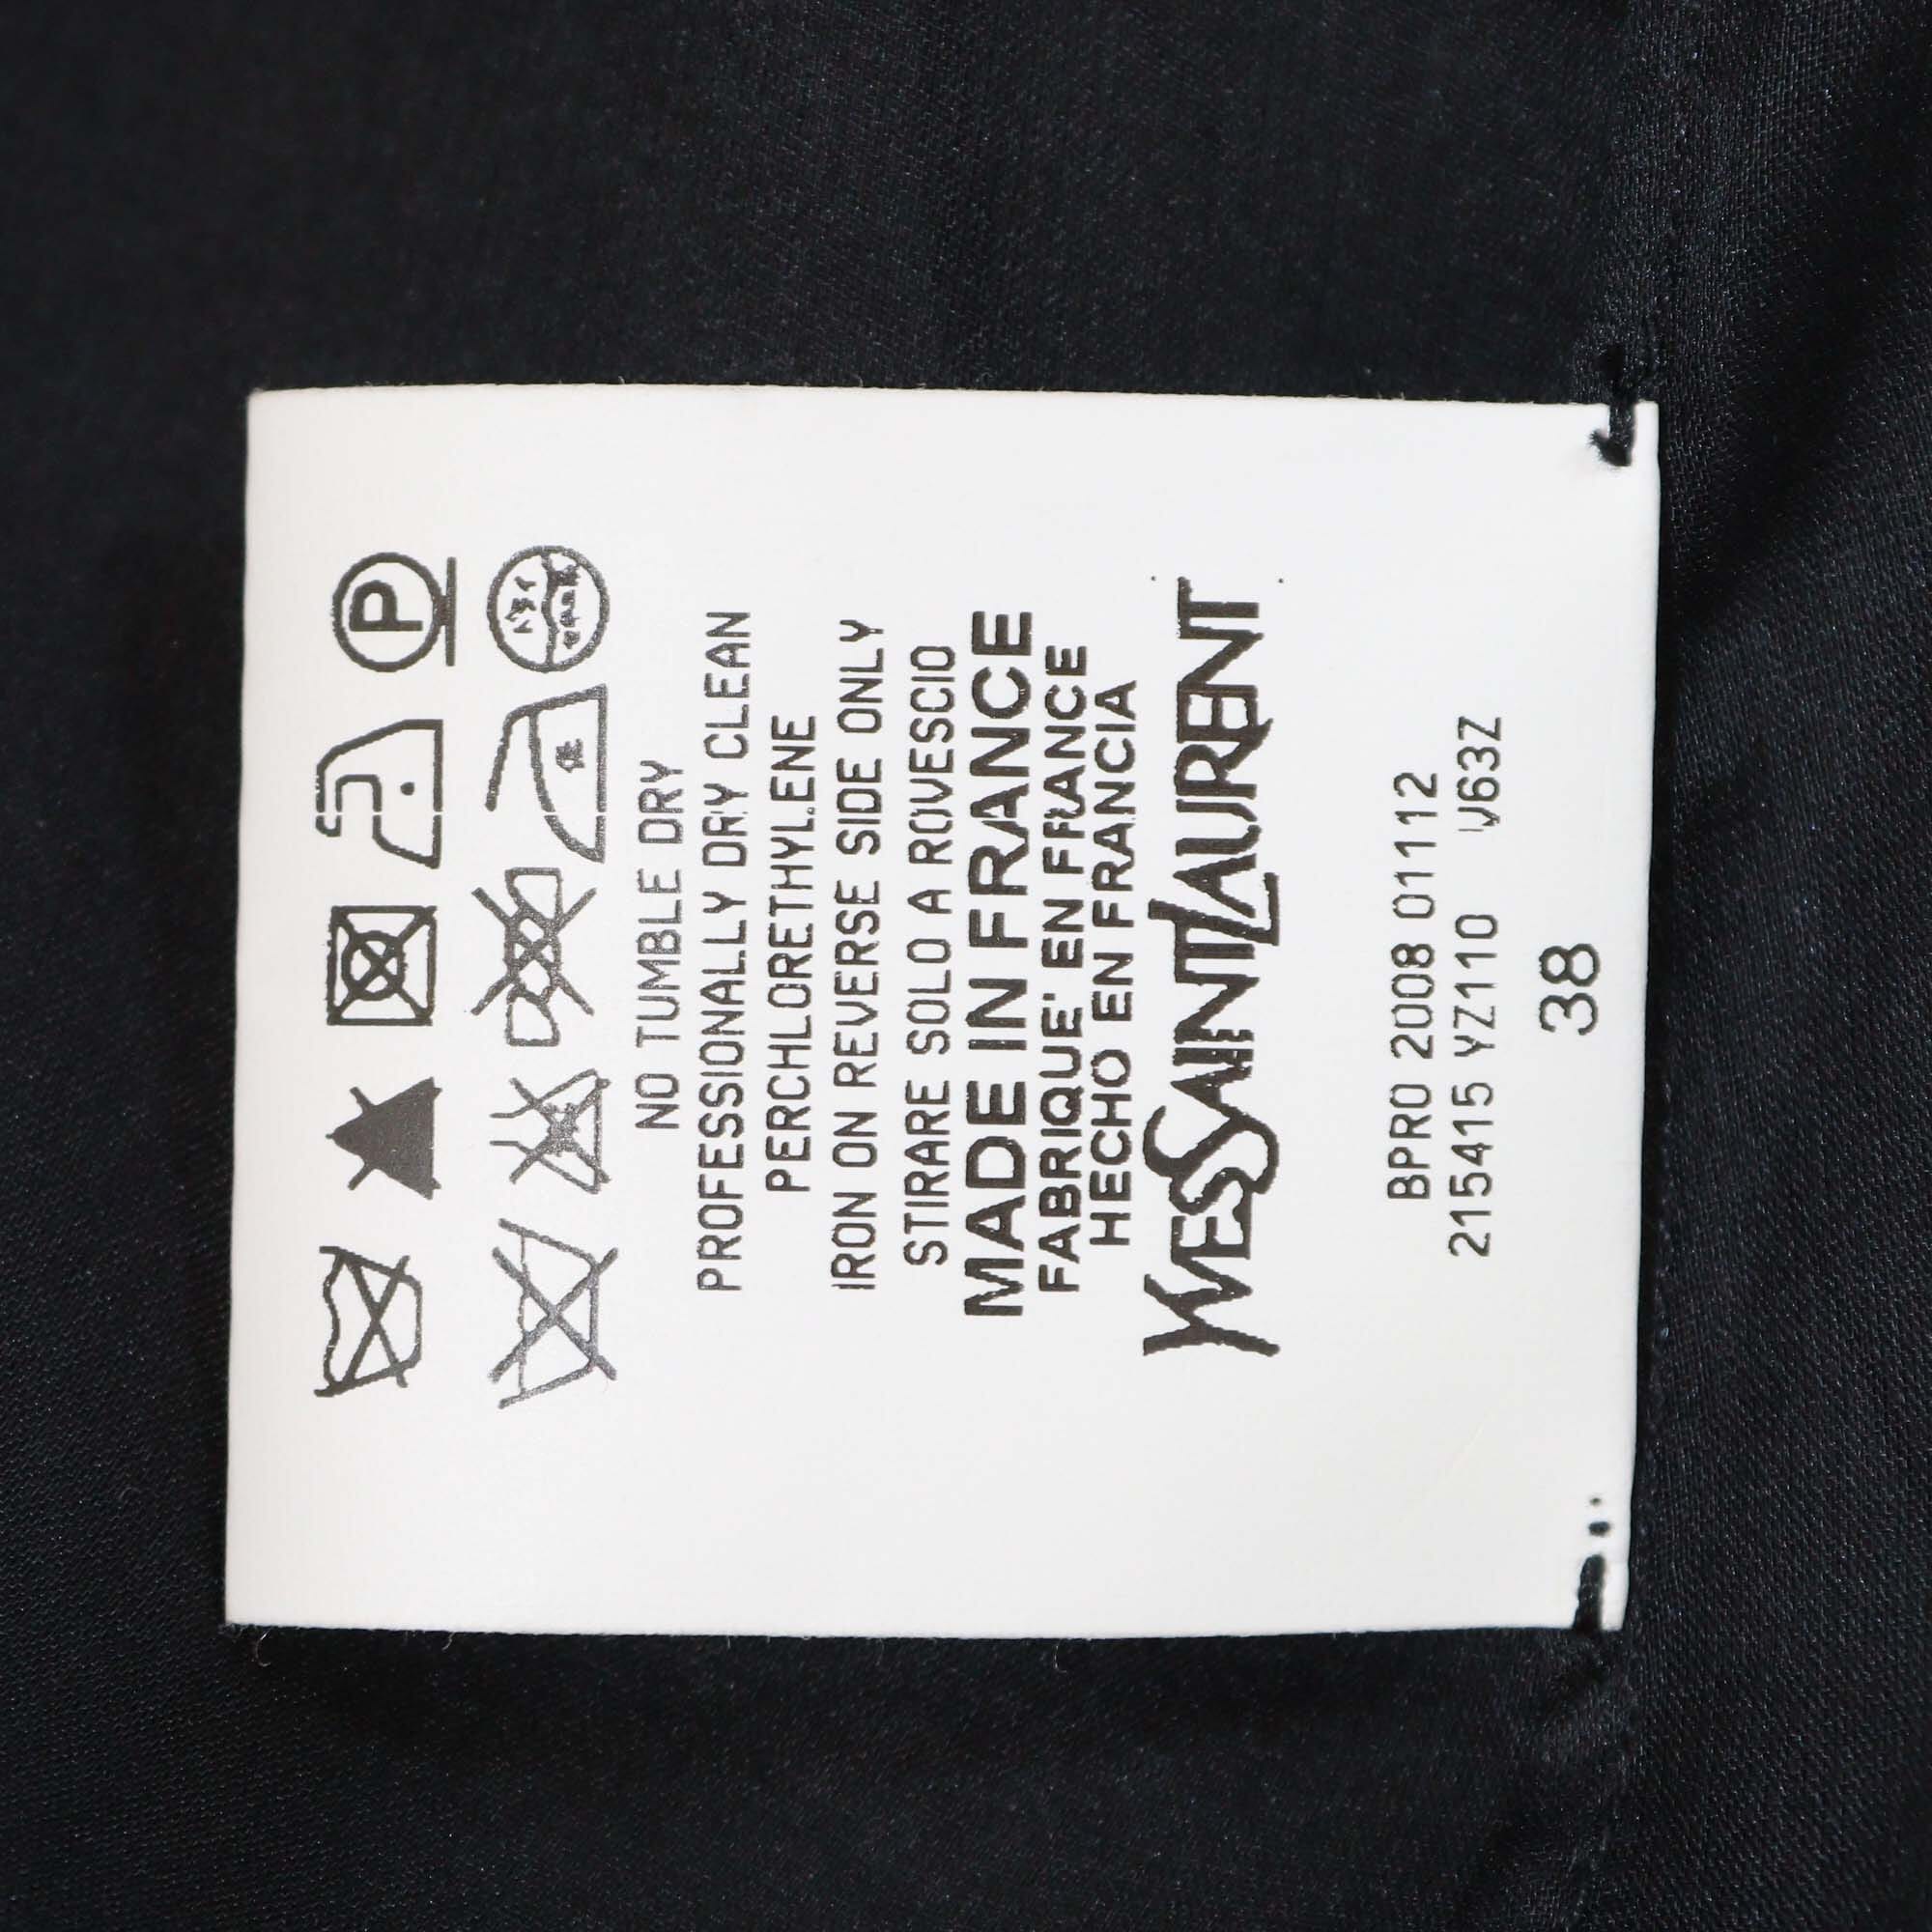 P
NO TUMBLE DRY
PROFESSIONALLY DRY CLEAN
PERCHLORETHYLENE
IRON ON REVERSE SIDE ONLY
STIRARE SOLO A ROVESCIO
MADE IN FRANCE
FABRIQUE' EN FRANCE
HECHO EN FRANCIA
YVESSAINTLAURENT
BPRO 2008 01112
215415 YZ110 V63Z
38